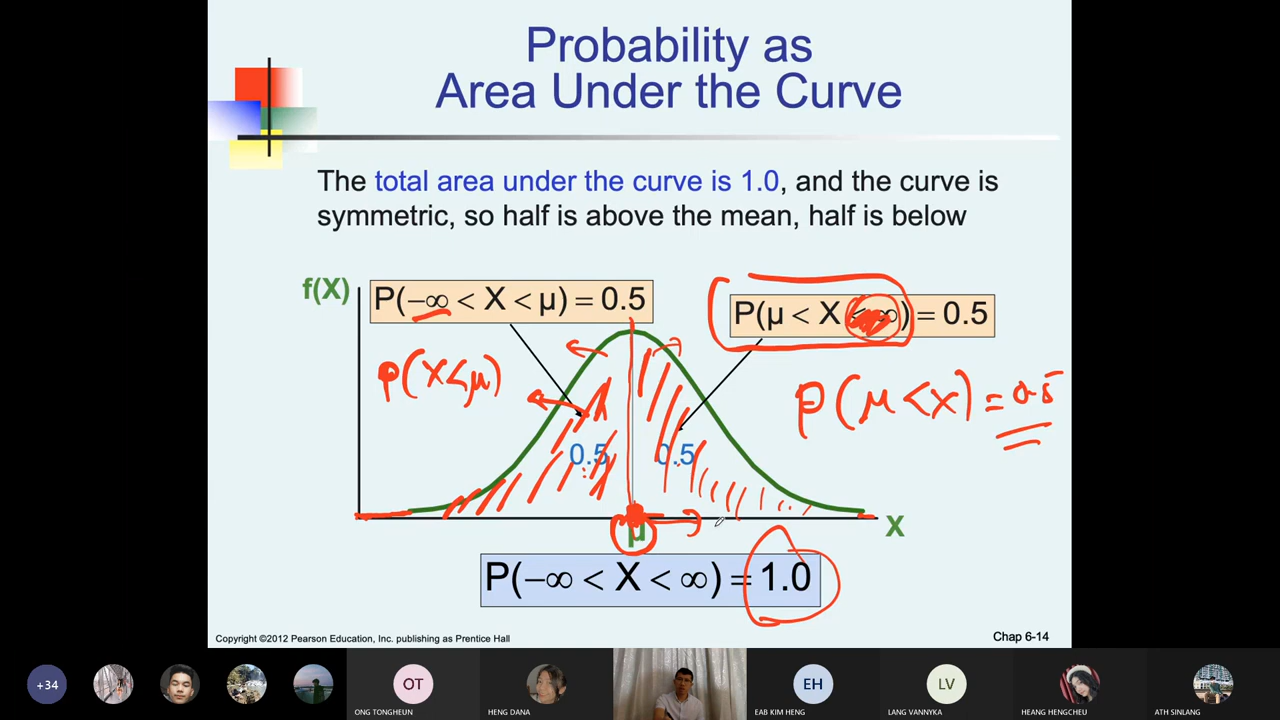 Probability as
Area Under the Curve
The total area under the curve is 1.0, and the curve is
symmetric, so half is above the mean, half is below
f(X)
P(−∞ < X < μ) = 0.5
P(μ < X < ∞) = 0.5
P(X<μ)
P(μ<X) = 0.5
0.5
0.5
μ
X
P(−∞ < X < ∞) = 1.0
Copyright ©2012 Pearson Education, Inc. publishing as Prentice Hall
Chap 6-14
+34
OT
EH
LV
ONG TONGHEUN
HENG DANA
EAB KIM HENG
LANG VANNYKA
HEANG HENGCHEU
ATH SINLANG